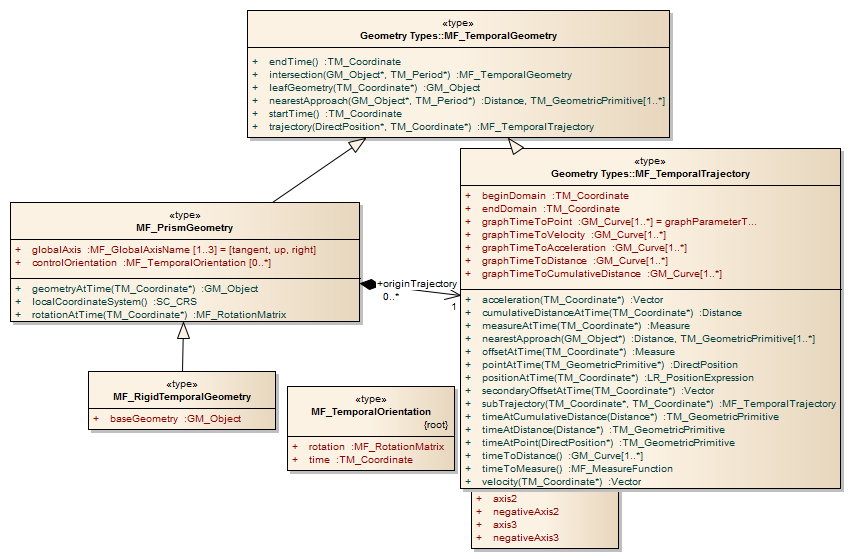 «type»
Geometry Types::MF_TemporalGeometry
+ endTime() :TM_Coordinate
+ intersection(GM_Object*, TM_Period*) :MF_TemporalGeometry
+ leafGeometry(TM_Coordinate*) :GM_Object
+ nearestApproach(GM_Object*, TM_Period*) :Distance, TM_GeometricPrimitive[1..*]
+ startTime() :TM_Coordinate
+ trajectory(DirectPosition*, TM_Coordinate*) :MF_TemporalTrajectory
«type»
MF_PrismGeometry
+ globalAxis :MF_GlobalAxisName [1..3] = [tangent, up, right]
+ controlOrientation :MF_TemporalOrientation [0..*]
+ geometryAtTime(TM_Coordinate*) :GM_Object
+ localCoordinateSystem() :SC_CRS
+ rotationAtTime(TM_Coordinate*) :MF_RotationMatrix
+originTrajectory
0..*
1
«type»
Geometry Types::MF_TemporalTrajectory
+ beginDomain :TM_Coordinate
+ endDomain :TM_Coordinate
+ graphTimeToPoint :GM_Curve[1..*] = graphParameterT...
+ graphTimeToVelocity :GM_Curve[1..*]
+ graphTimeToAcceleration :GM_Curve[1..*]
+ graphTimeToDistance :GM_Curve[1..*]
+ graphTimeToCumulativeDistance :GM_Curve[1..*]
+ acceleration(TM_Coordinate*) :Vector
+ cumulativeDistanceAtTime(TM_Coordinate*) :Distance
+ measureAtTime(TM_Coordinate*) :Measure
+ nearestApproach(GM_Object*) :Distance, TM_GeometricPrimitive[1..*]
+ offsetAtTime(TM_Coordinate*) :Measure
+ pointAtTime(TM_GeometricPrimitive*) :DirectPosition
+ positionAtTime(TM_Coordinate*) :LR_PositionExpression
+ secondaryOffsetAtTime(TM_Coordinate*) :Vector
+ subTrajectory(TM_Coordinate*, TM_Coordinate*) :MF_TemporalTrajectory
+ timeAtCumulativeDistance(Distance*) :TM_GeometricPrimitive
+ timeAtDistance(Distance*) :TM_GeometricPrimitive
+ timeAtPoint(DirectPosition*) :TM_GeometricPrimitive
+ timeToDistance() :GM_Curve[1..*]
+ timeToMeasure() :MF_MeasureFunction
+ velocity(TM_Coordinate*) :Vector
«type»
MF_RigidTemporalGeometry
+ baseGeometry :GM_Object
«type»
MF_TemporalOrientation
{root}
+ rotation :MF_RotationMatrix
+ time :TM_Coordinate
+ axis2
+ negativeAxis2
+ axis3
+ negativeAxis3